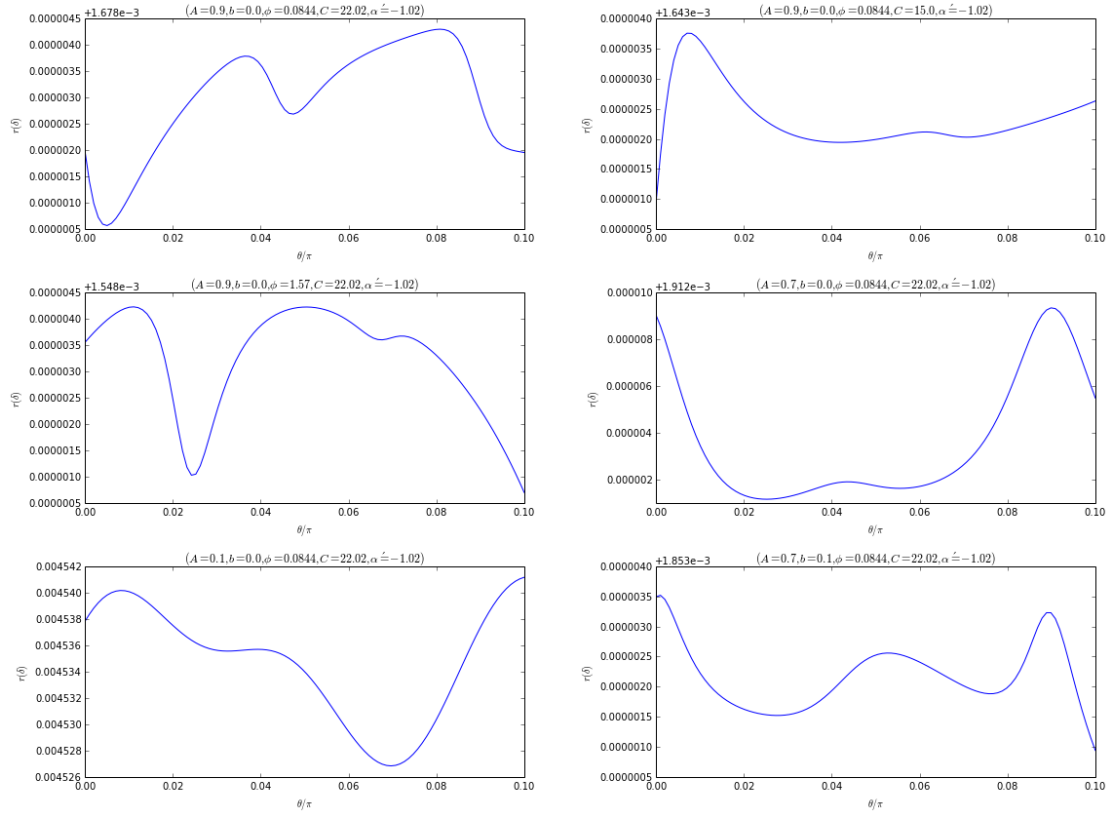 (A=0.9,b=0.0,ϕ=0.0844,C=22.02,α′=−1.02)
+1.678e−3
0.0000045
0.0000040
0.0000035
0.0000030
0.0000025
0.0000020
0.0000015
0.0000010
0.0000005
r(δ)
0.00 0.02 0.04 0.06 0.08 0.10
θ/π
(A=0.9,b=0.0,ϕ=0.0844,C=15.0,α′=−1.02)
+1.643e−3
0.0000040
0.0000035
0.0000030
0.0000025
0.0000020
0.0000015
0.0000010
0.0000005
r(δ)
0.00 0.02 0.04 0.06 0.08 0.10
θ/π
(A=0.9,b=0.0,ϕ=1.57,C=22.02,α′=−1.02)
+1.548e−3
0.0000045
0.0000040
0.0000035
0.0000030
0.0000025
0.0000020
0.0000015
0.0000010
0.0000005
r(δ)
0.00 0.02 0.04 0.06 0.08 0.10
θ/π
(A=0.7,b=0.0,ϕ=0.0844,C=22.02,α′=−1.02)
+1.912e−3
0.000010
0.000008
0.000006
0.000004
0.000002
r(δ)
0.00 0.02 0.04 0.06 0.08 0.10
θ/π
(A=0.1,b=0.0,ϕ=0.0844,C=22.02,α′=−1.02)
0.004542
0.004540
0.004538
0.004536
0.004534
0.004532
0.004530
0.004528
0.004526
r(δ)
0.00 0.02 0.04 0.06 0.08 0.10
θ/π
(A=0.7,b=0.1,ϕ=0.0844,C=22.02,α′=−1.02)
+1.853e−3
0.0000040
0.0000035
0.0000030
0.0000025
0.0000020
0.0000015
0.0000010
0.0000005
r(δ)
0.00 0.02 0.04 0.06 0.08 0.10
θ/π